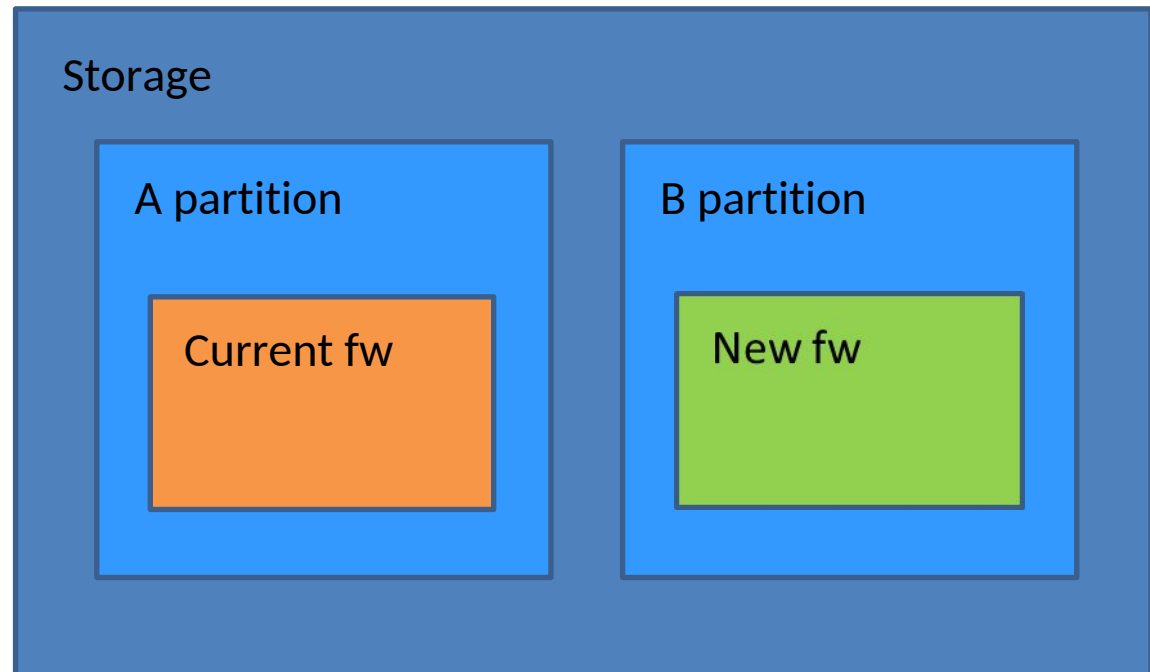 Storage
A partition
B partition
Current fw
New fw